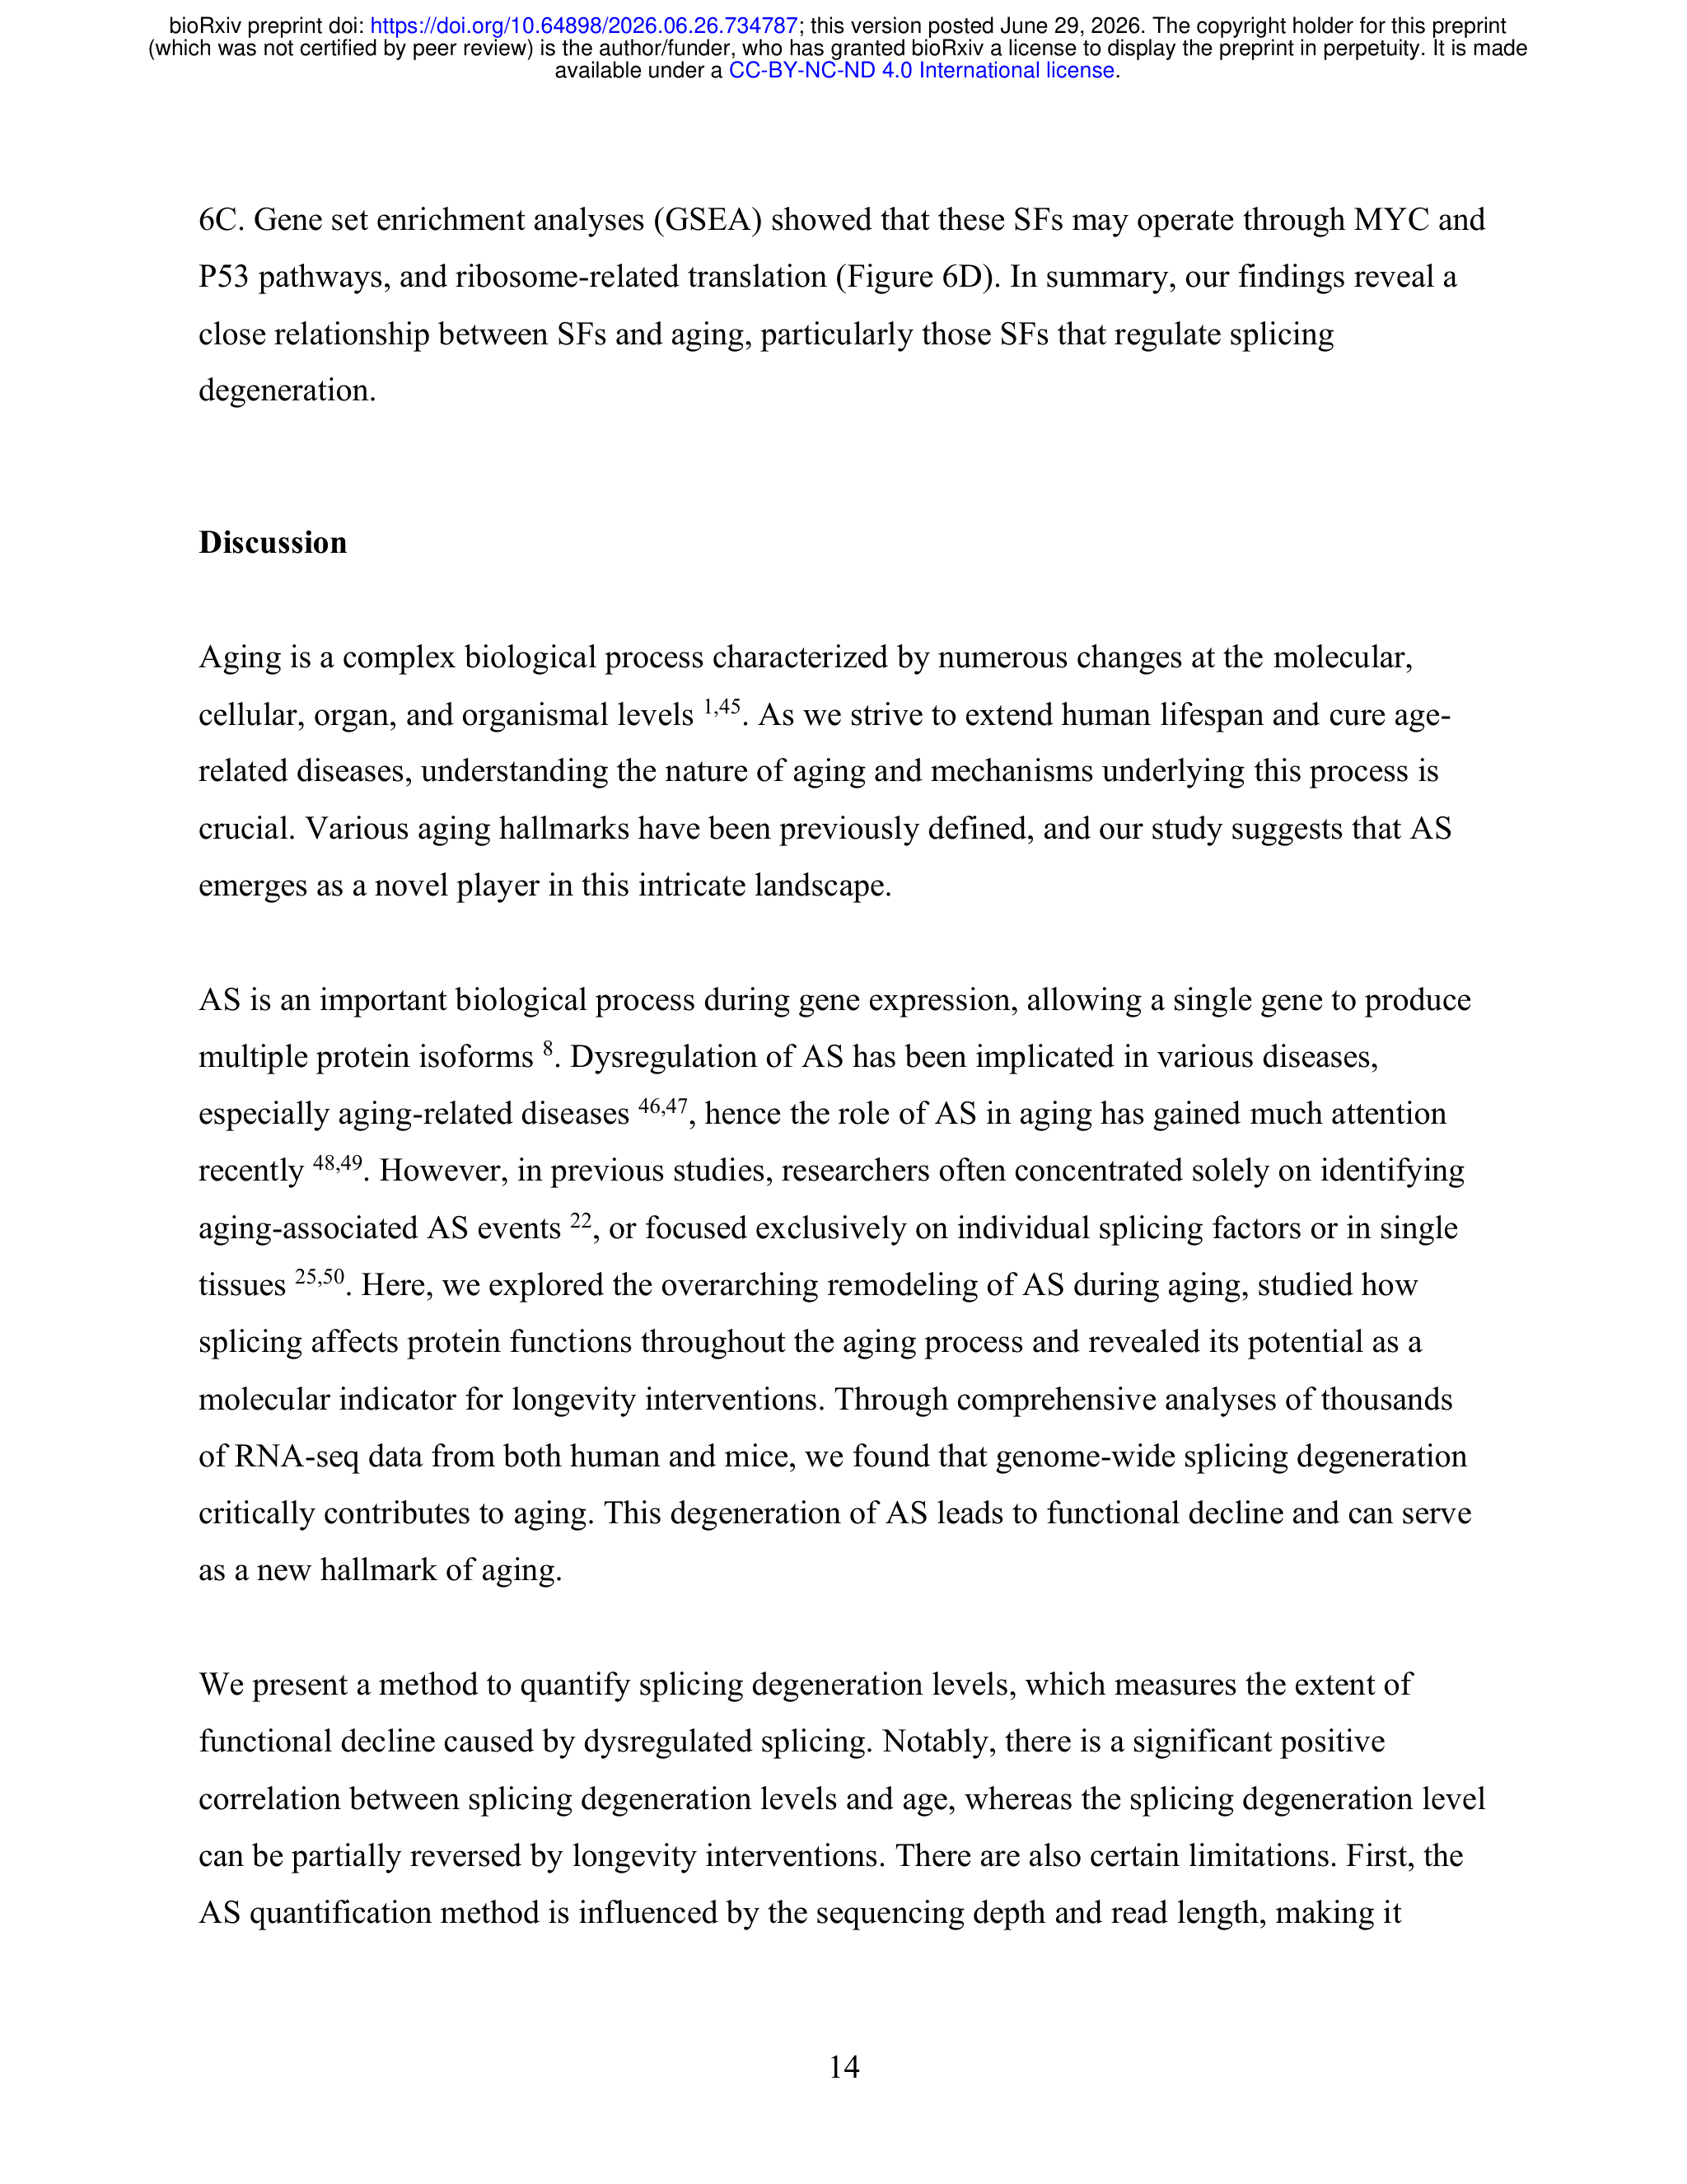 bioRxiv preprint doi: https://doi.org/10.64898/2026.06.26.734787; this version posted June 29, 2026. The copyright holder for this preprint
(which was not certified by peer review) is the author/funder, who has granted bioRxiv a license to display the preprint in perpetuity. It is made
available under a CC-BY-NC-ND 4.0 International license.
6C. Gene set enrichment analyses (GSEA) showed that these SFs may operate through MYC and
P53 pathways, and ribosome-related translation (Figure 6D). In summary, our findings reveal a
close relationship between SFs and aging, particularly those SFs that regulate splicing
degeneration.
Discussion
Aging is a complex biological process characterized by numerous changes at the molecular,
cellular, organ, and organismal levels 1,45. As we strive to extend human lifespan and cure age-
related diseases, understanding the nature of aging and mechanisms underlying this process is
crucial. Various aging hallmarks have been previously defined, and our study suggests that AS
emerges as a novel player in this intricate landscape.
AS is an important biological process during gene expression, allowing a single gene to produce
multiple protein isoforms 8. Dysregulation of AS has been implicated in various diseases,
especially aging-related diseases 46,47, hence the role of AS in aging has gained much attention
recently 48,49. However, in previous studies, researchers often concentrated solely on identifying
aging-associated AS events 22, or focused exclusively on individual splicing factors or in single
tissues 25,50. Here, we explored the overarching remodeling of AS during aging, studied how
splicing affects protein functions throughout the aging process and revealed its potential as a
molecular indicator for longevity interventions. Through comprehensive analyses of thousands
of RNA-seq data from both human and mice, we found that genome-wide splicing degeneration
critically contributes to aging. This degeneration of AS leads to functional decline and can serve
as a new hallmark of aging.
We present a method to quantify splicing degeneration levels, which measures the extent of
functional decline caused by dysregulated splicing. Notably, there is a significant positive
correlation between splicing degeneration levels and age, whereas the splicing degeneration level
can be partially reversed by longevity interventions. There are also certain limitations. First, the
AS quantification method is influenced by the sequencing depth and read length, making it
14